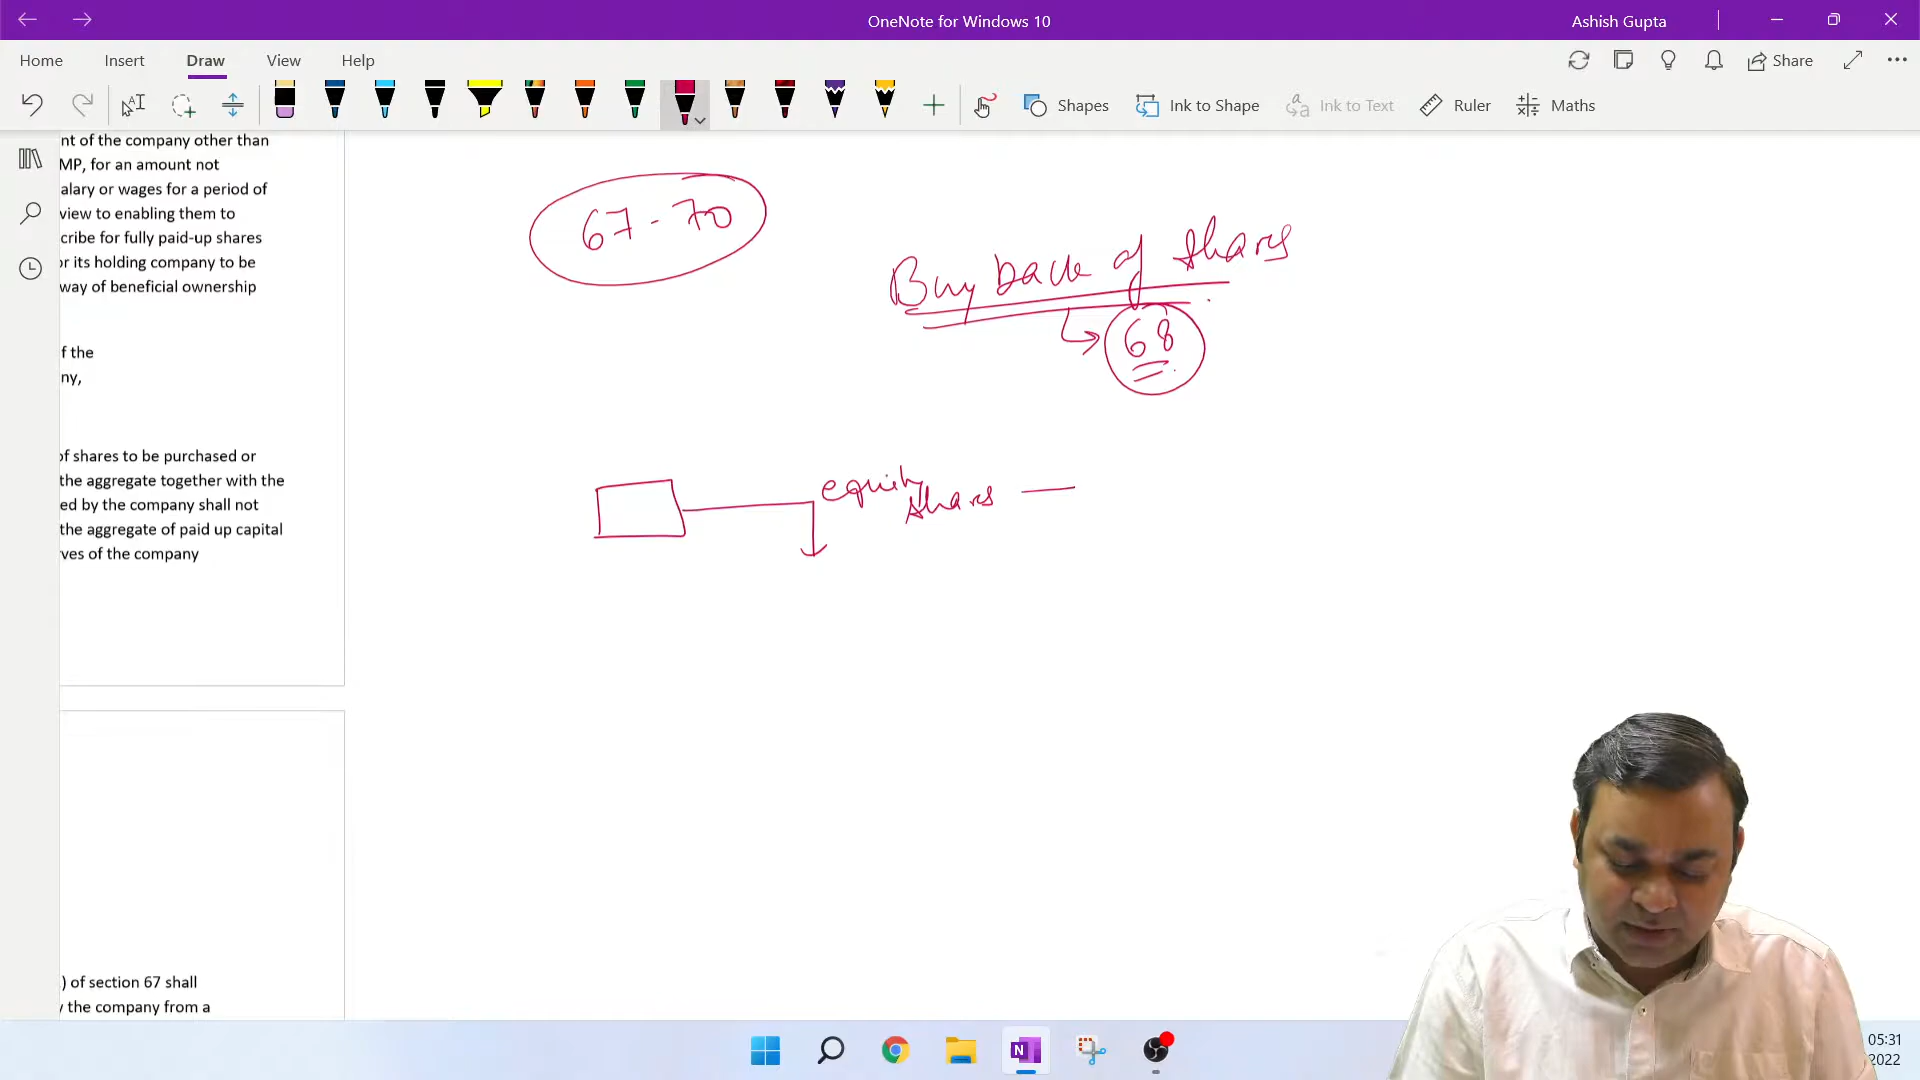 OneNote for Windows 10
Ashish Gupta
Home Insert Draw View Help
Share
Shapes Ink to Shape Ink to Text Ruler Maths
nt of the company other than
MP, for an amount not
alary or wages for a period of
view to enabling them to
cribe for fully paid-up shares
or its holding company to be
way of beneficial ownership
f the
ny,
of shares to be purchased or
the aggregate together with the
ed by the company shall not
the aggregate of paid up capital
ves of the company
67-70
Buy back of shares
68
equity
shares
) of section 67 shall
y the company from a
05:31
2022